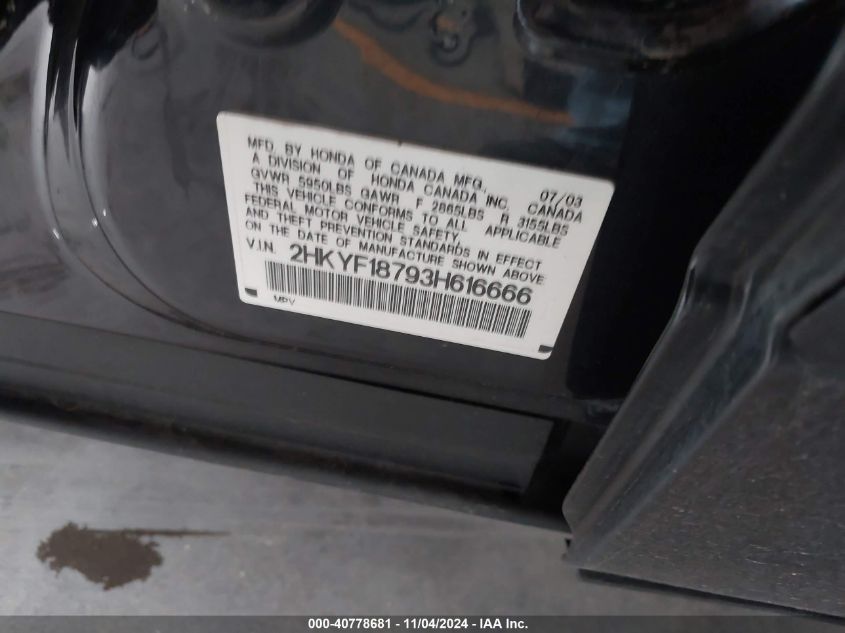 MFD. BY HONDA OF CANADA MFG., 07/03
A DIVISION OF HONDA CANADA INC., CANADA
GVWR 5950LBS GAWR F 2865LBS R 3155LBS
THIS VEHICLE CONFORMS TO ALL APPLICABLE
FEDERAL MOTOR VEHICLE SAFETY,
AND THEFT PREVENTION STANDARDS IN EFFECT
ON THE DATE OF MANUFACTURE SHOWN ABOVE
V.I.N. 2HKYF18793H616666
MPV
000-40778681 - 11/04/2024 - IAA Inc.